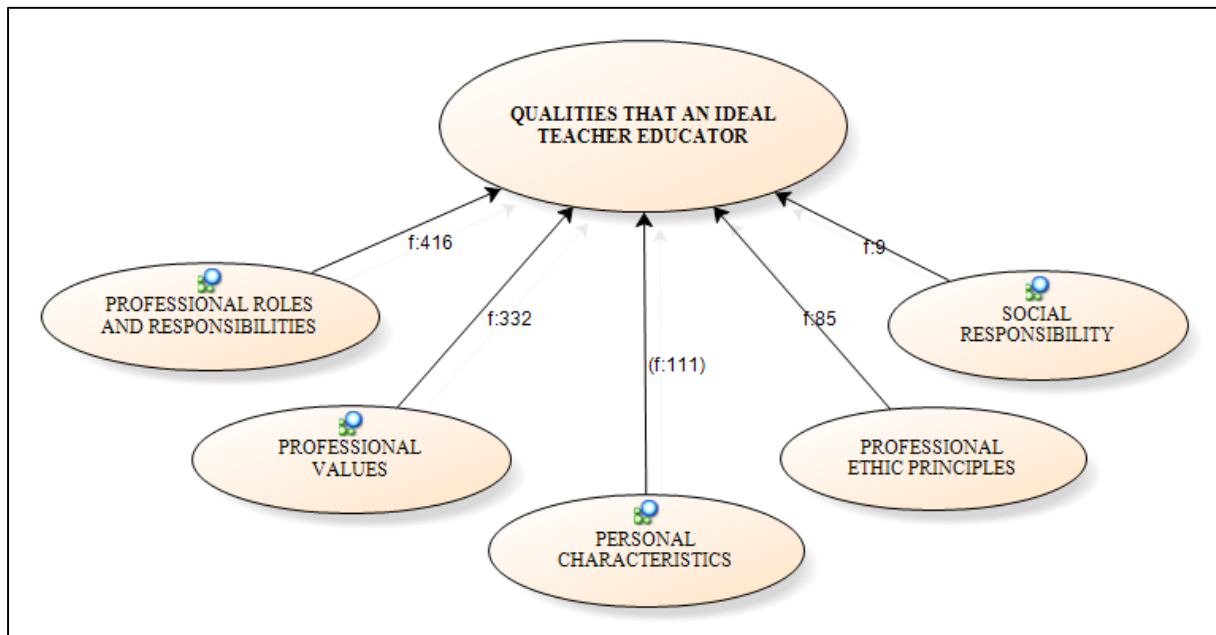 QUALITIES THAT AN IDEAL
TEACHER EDUCATOR
f:416
f:9
PROFESSIONAL ROLES
AND RESPONSIBILITIES
SOCIAL
RESPONSIBILITY
f:332
f:85
(f:111)
PROFESSIONAL
VALUES
PROFESSIONAL
ETHIC PRINCIPLES
PERSONAL
CHARACTERISTICS